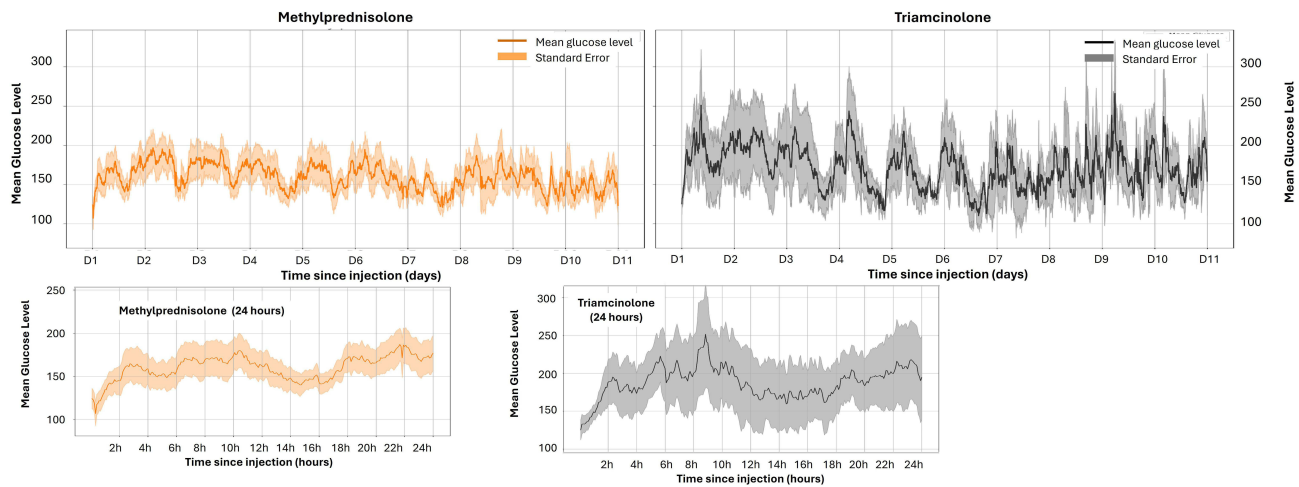 Methylprednisolone
Mean glucose level
Standard Error
300
250
200
150
100
Mean Glucose Level
D1 D2 D3 D4 D5 D6 D7 D8 D9 D10 D11
Time since injection (days)
Triamcinolone
Mean glucose level
Standard Error
300
250
200
150
100
Mean Glucose Level
D1 D2 D3 D4 D5 D6 D7 D8 D9 D10 D11
Time since injection (days)
Methylprednisolone (24 hours)
250
200
150
100
Mean Glucose Level
2h 4h 6h 8h 10h 12h 14h 16h 18h 20h 22h 24h
Time since injection (hours)
Triamcinolone
(24 hours)
300
250
200
150
100
Mean Glucose Level
2h 4h 6h 8h 10h 12h 14h 16h 18h 20h 22h 24h
Time since injection (hours)